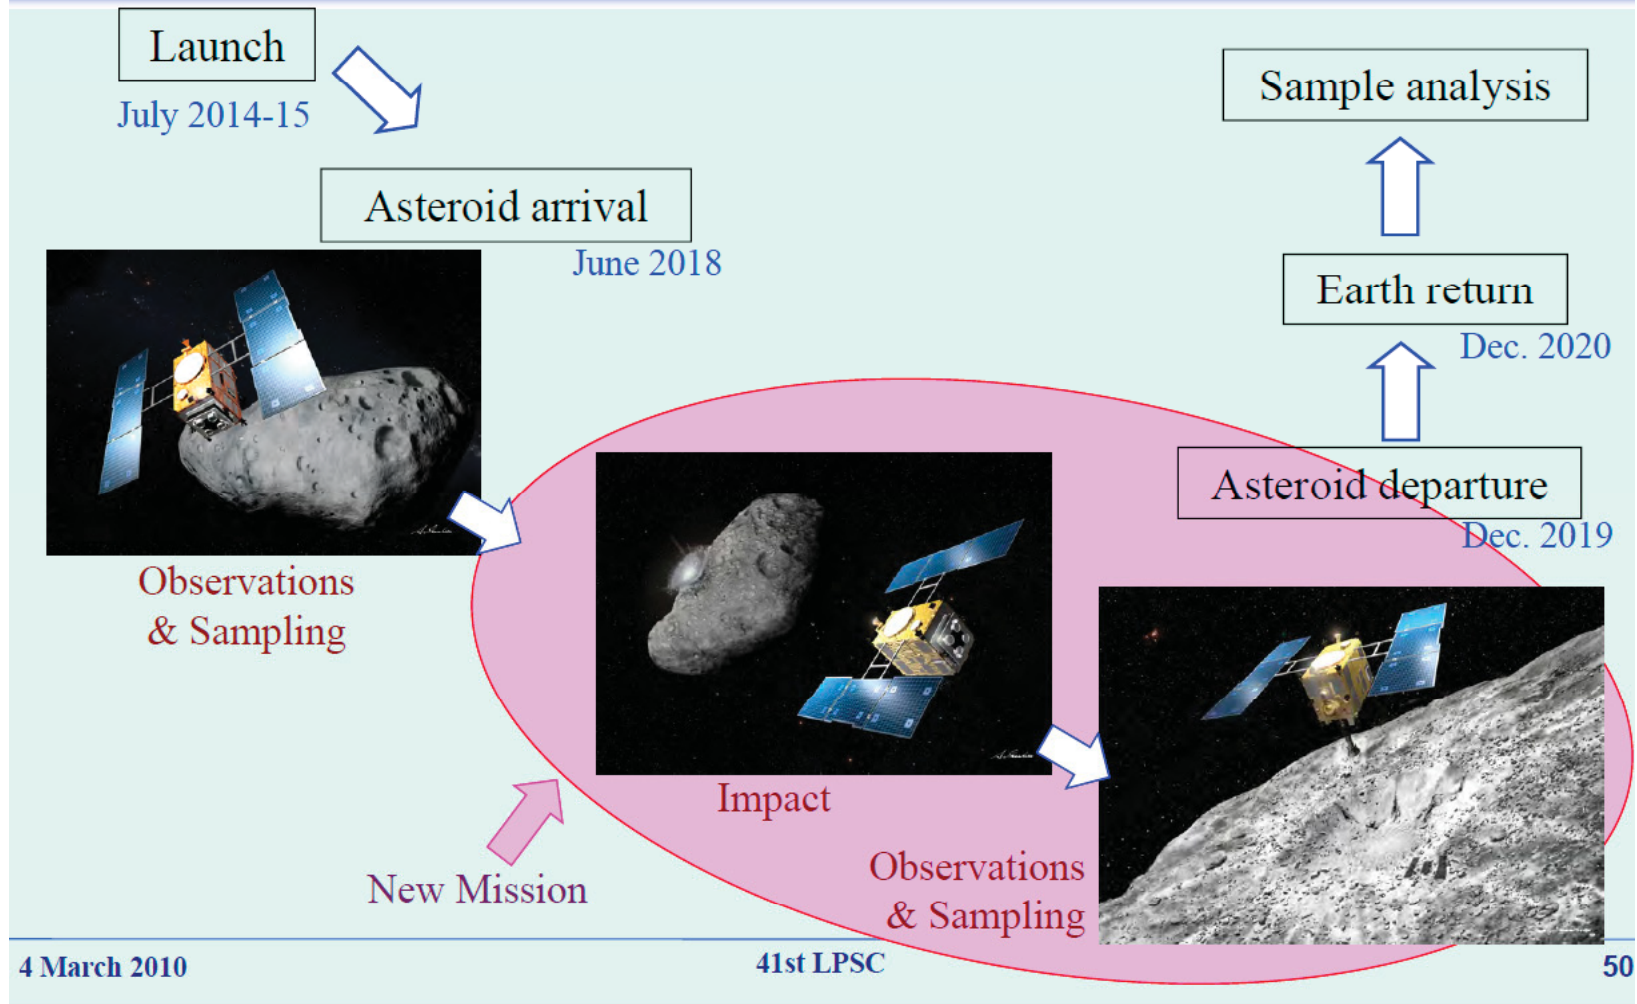 Launch
July 2014-15
Asteroid arrival
June 2018
Observations
& Sampling
New Mission
Impact
Observations
& Sampling
Asteroid departure
Dec. 2019
Earth return
Dec. 2020
Sample analysis
4 March 2010
41st LPSC
50